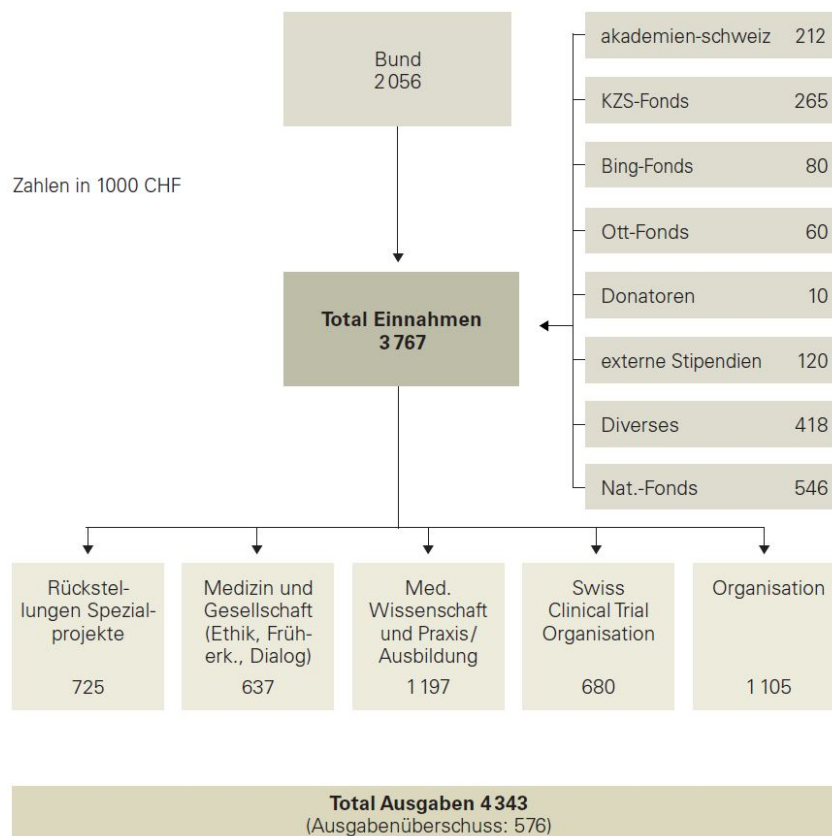 Bund
2 056
Zahlen in 1000 CHF
Total Einnahmen
3 767
akademien-schweiz 212
KZS-Fonds 265
Bing-Fonds 80
Ott-Fonds 60
Donatoren 10
externe Stipendien 120
Diverses 418
Nat.-Fonds 546
Rückstel-
lungen Spezial-
projekte
725
Medizin und
Gesellschaft
(Ethik, Früh-
erk., Dialog)
637
Med.
Wissenschaft
und Praxis/
Ausbildung
1 197
Swiss
Clinical Trial
Organisation
680
Organisation
1 105
Total Ausgaben 4 343
(Ausgabenüberschuss: 576)